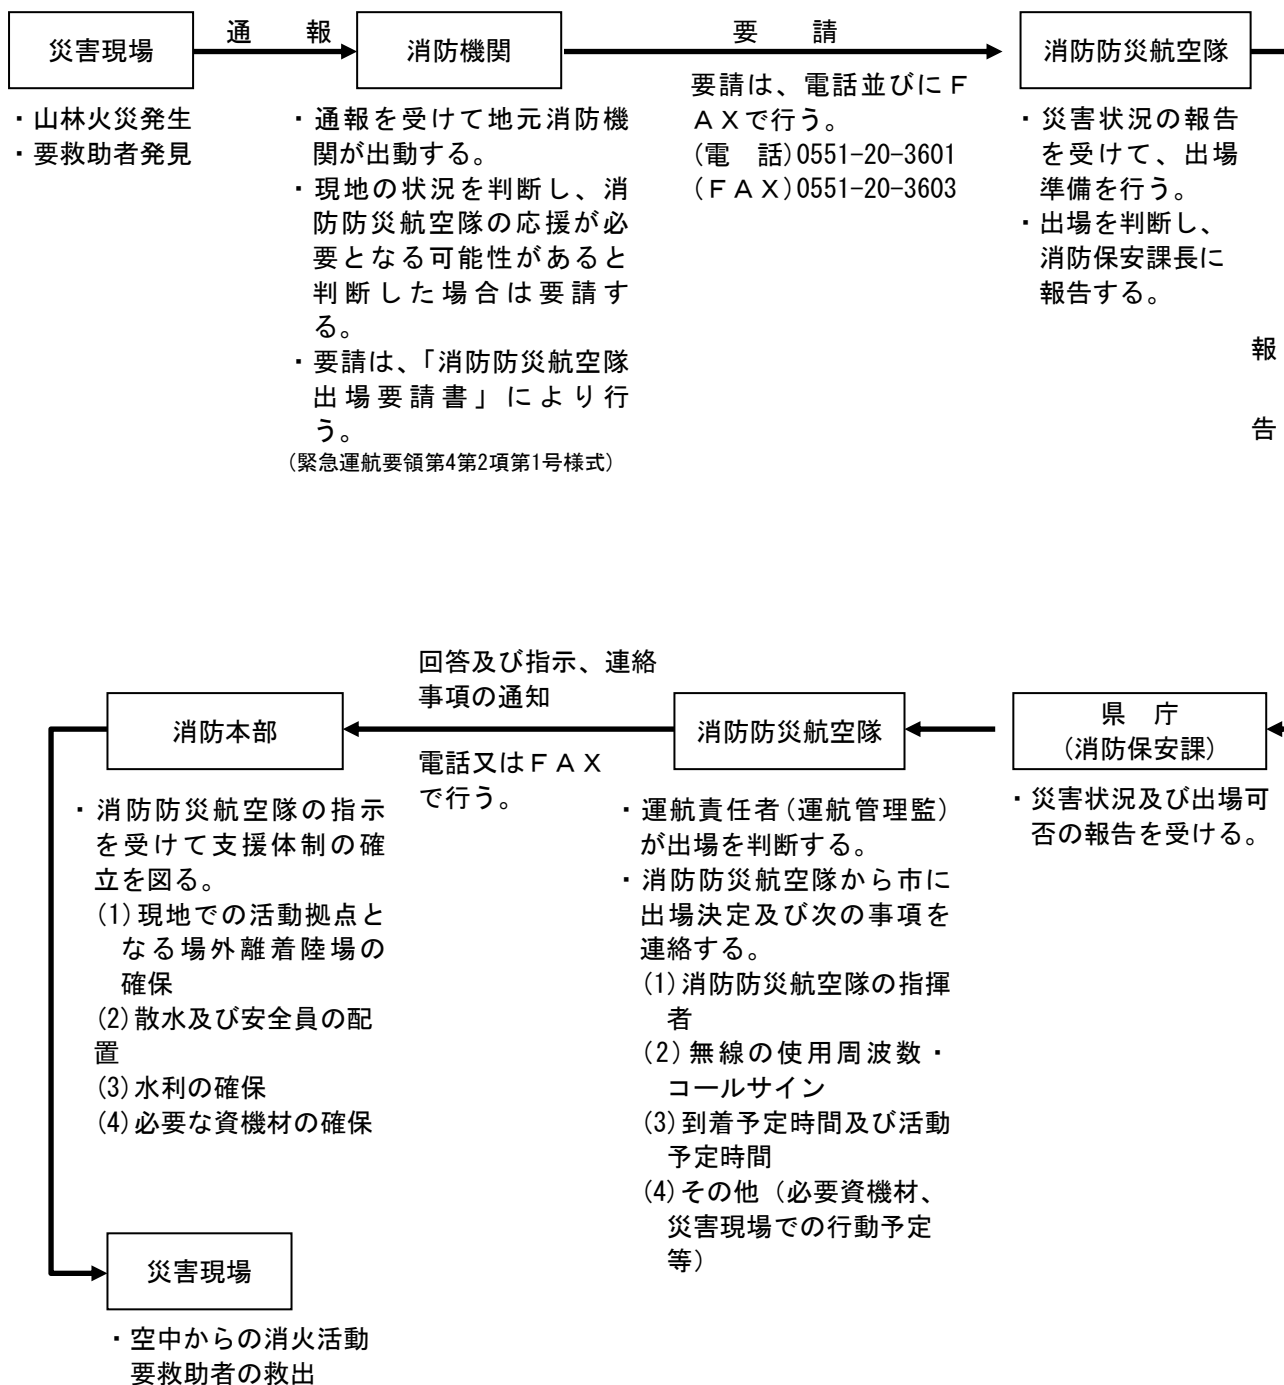 通　報
要　請
災害現場
消防機関
消防防災航空隊
・山林火災発生
・要救助者発見
・通報を受けて地元消防機
関が出動する。
・現地の状況を判断し、消
防防災航空隊の応援が必
要となる可能性があると
判断した場合は要請す
る。
・要請は、「消防防災航空隊
出場要請書」により行
う。
(緊急運航要領第4第2項第1号様式)
要請は、電話並びにＦ
ＡＸで行う。
(電　話)0551-20-3601
(ＦＡＸ)0551-20-3603
・災害状況の報告
を受けて、出場
準備を行う。
・出場を判断し、
消防保安課長に
報告する。
報
告
回答及び指示、連絡
事項の通知
消防本部
消防防災航空隊
県　庁
(消防保安課)
電話又はＦＡＸ
で行う。
・消防防災航空隊の指示
を受けて支援体制の確
立を図る。
(1)現地での活動拠点と
なる場外離着陸場の
確保
(2)散水及び安全員の配
置
(3)水利の確保
(4)必要な資機材の確保
・運航責任者(運航管理監)
が出場を判断する。
・消防防災航空隊から市に
出場決定及び次の事項を
連絡する。
(1)消防防災航空隊の指揮
者
(2)無線の使用周波数・
コールサイン
(3)到着予定時間及び活動
予定時間
(4)その他（必要資機材、
災害現場での行動予定
等）
・災害状況及び出場可
否の報告を受ける。
災害現場
・空中からの消火活動
要救助者の救出